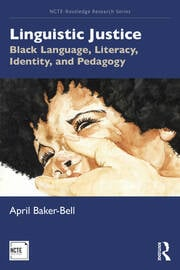 NCTE-Routledge Research Series
Linguistic Justice
Black Language, Literacy,
Identity, and Pedagogy
April Baker-Bell
NCTE